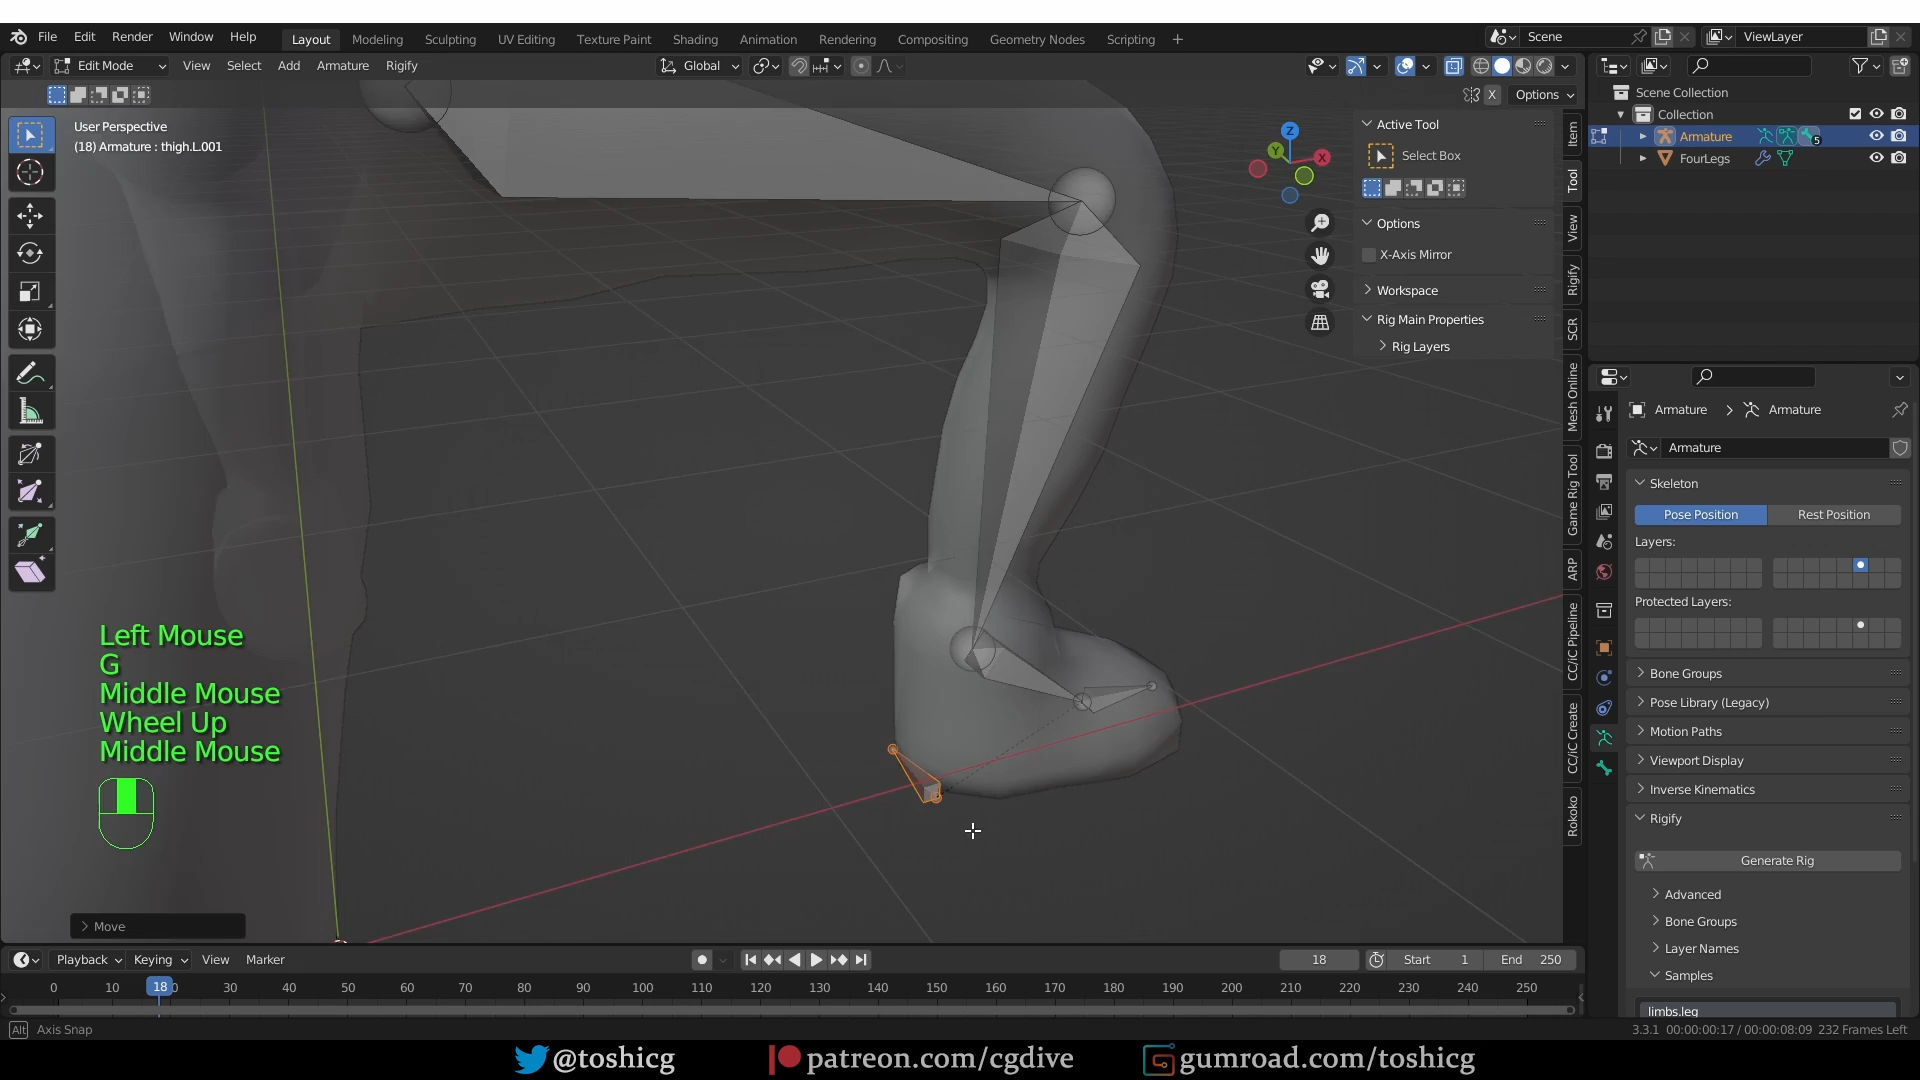 File Edit Render Window Help
Layout Modeling Sculpting UV Editing Texture Paint Shading Animation Rendering Compositing Geometry Nodes Scripting +
Scene
ViewLayer
Edit Mode View Select Add Armature Rigify
Global
X Options
User Perspective
(18) Armature : thigh.L.001
Z
Y
X
Active Tool
Select Box
Options
X-Axis Mirror
Workspace
Rig Main Properties
Rig Layers
Item
Tool
View
Rigify
SCR
Mesh Online
Game Rig Tool
ARP
CC/iC Pipeline
CC/iC Create
Rokoko
Scene Collection
Collection
Armature 5
FourLegs
Armature > Armature
Armature
Skeleton
Pose Position Rest Position
Layers:
Protected Layers:
Bone Groups
Pose Library (Legacy)
Motion Paths
Viewport Display
Inverse Kinematics
Rigify
Generate Rig
Advanced
Bone Groups
Layer Names
Samples
limbs.leg
Left Mouse
G
Middle Mouse
Wheel Up
Middle Mouse
Move
Playback Keying View Marker
18 Start 1 End 250
0 10 18 30 40 50 60 70 80 90 100 110 120 130 140 150 160 170 180 190 200 210 220 230 240 250
Alt Axis Snap
3.3.1 00:00:00:17 / 00:00:08:09 232 Frames Left
@toshicg patreon.com/cgdive gumroad.com/toshicg